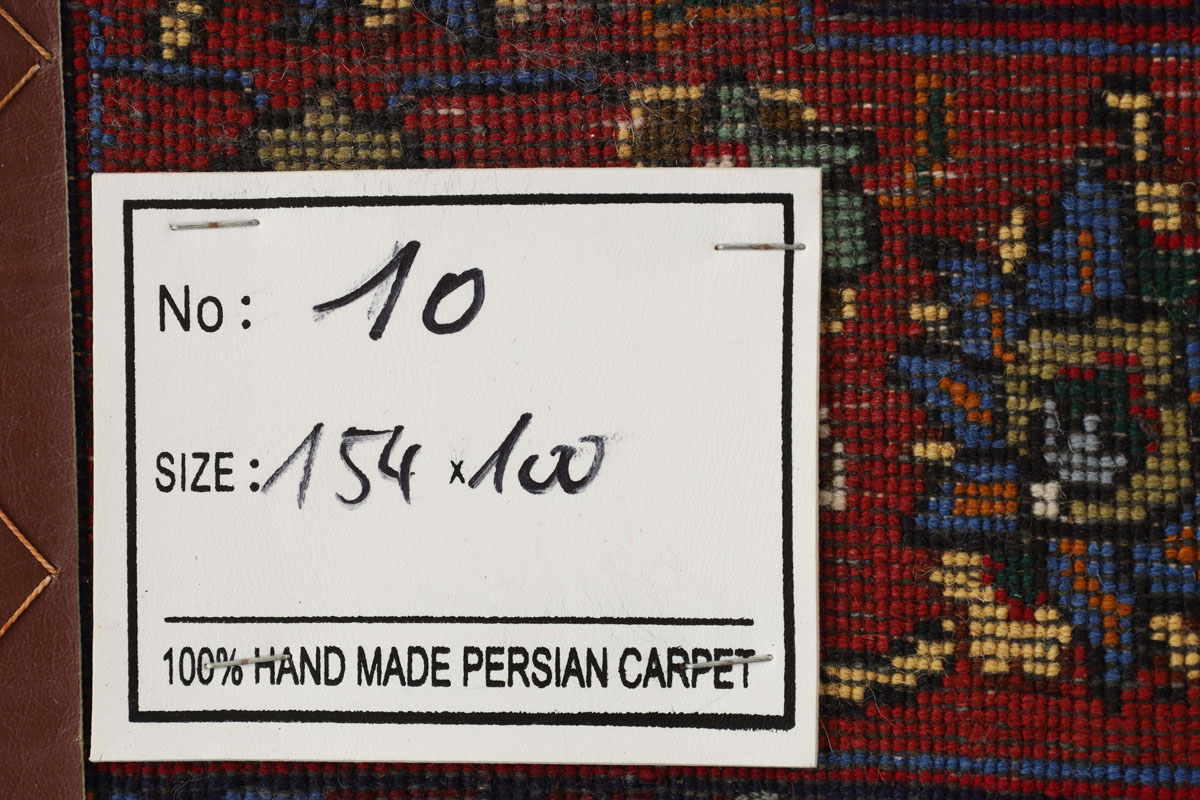 No: 10
SIZE: 154 x 100
100% HAND MADE PERSIAN CARPET